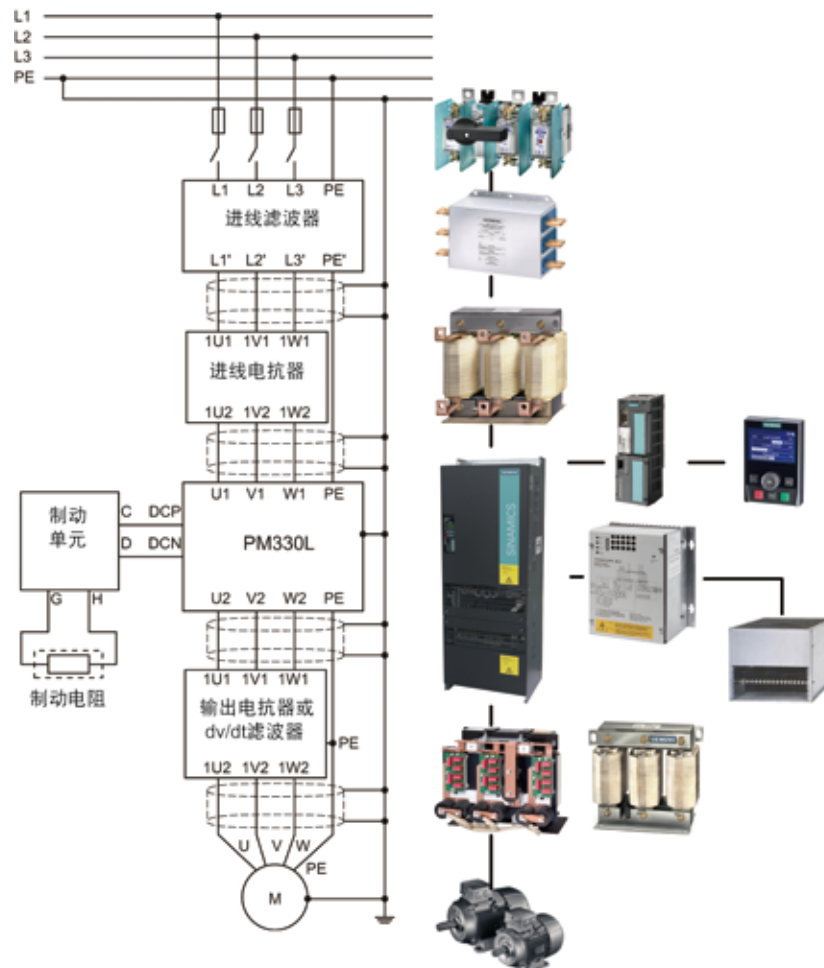 L1
L2
L3
PE
L1 L2 L3 PE
进线滤波器
L1' L2' L3' PE'
1U1 1V1 1W1
进线电抗器
1U2 1V2 1W2
U1 V1 W1 PE
制动
单元
C DCP
D DCN
PM330L
G H
制动电阻
U2 V2 W2 PE
1U1 1V1 1W1
输出电抗器或
dv/dt滤波器
PE
1U2 1V2 1W2
U V W
PE
M
SINAMICS